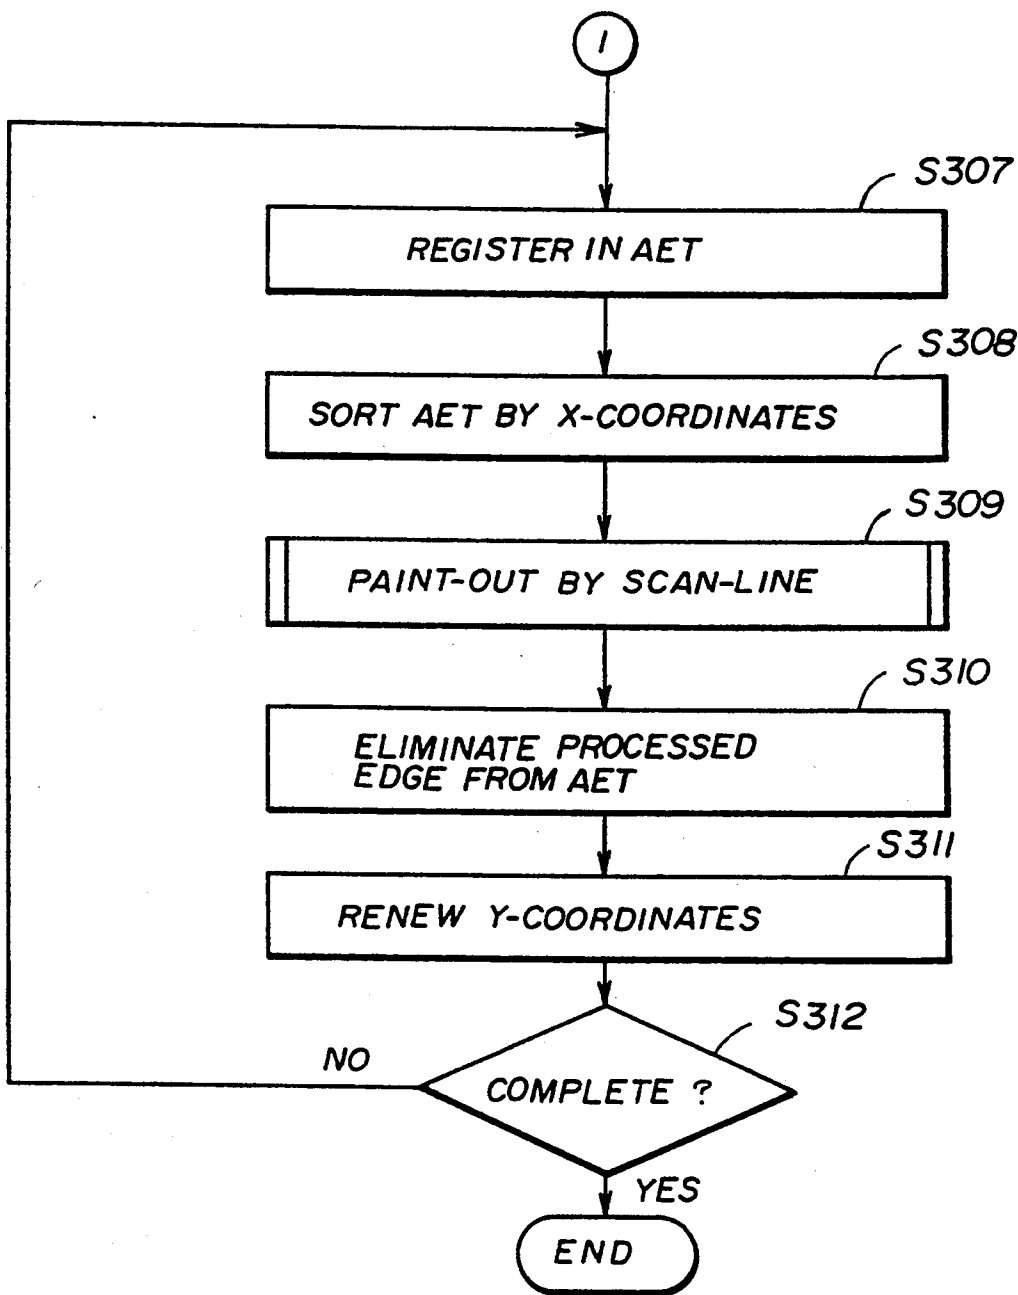 1
S307
REGISTER IN AET
S308
SORT AET BY X-COORDINATES
S309
PAINT-OUT BY SCAN-LINE
S310
ELIMINATE PROCESSED
EDGE FROM AET
S311
RENEW Y-COORDINATES
S312
NO
COMPLETE ?
YES
END